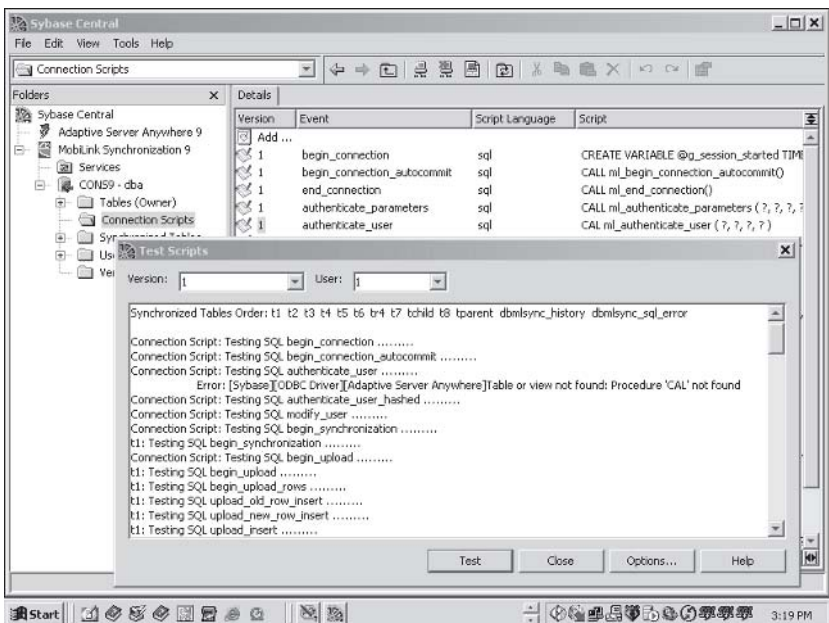 Sybase Central
File Edit View Tools Help
Connection Scripts
Folders
Sybase Central
Adaptive Server Anywhere 9
MobiLink Synchronization 9
Services
CONS9 - dba
Tables (Owner)
Connection Scripts
Synchronized Tables
Us
Ver
Details
Version Event Script Language Script
Add ...
1 begin_connection sql CREATE VARIABLE @g_session_started TIME
1 begin_connection_autocommit sql CALL ml_begin_connection_autocommit()
1 end_connection sql CALL ml_end_connection()
1 authenticate_parameters sql CALL ml_authenticate_parameters ( ?, ?, ?, ?
1 authenticate_user sql CAL ml_authenticate_user ( ?, ?, ?, ? )
Test Scripts
Version: 1 User: 1
Synchronized Tables Order: t1 t2 t3 t4 t5 t6 tr4 t7 tchild t8 tparent dbmlsync_history dbmlsync_sql_error
Connection Script: Testing SQL begin_connection .........
Connection Script: Testing SQL begin_connection_autocommit .........
Connection Script: Testing SQL authenticate_user .........
Error: [Sybase][ODBC Driver][Adaptive Server Anywhere]Table or view not found: Procedure 'CAL' not found
Connection Script: Testing SQL authenticate_user_hashed .........
Connection Script: Testing SQL modify_user .........
Connection Script: Testing SQL begin_synchronization .........
t1: Testing SQL begin_synchronization .........
Connection Script: Testing SQL begin_upload .........
t1: Testing SQL begin_upload .........
t1: Testing SQL begin_upload_rows .........
t1: Testing SQL upload_old_row_insert .........
t1: Testing SQL upload_new_row_insert .........
t1: Testing SQL upload_insert .........
Test Close Options... Help
Start 3:19 PM